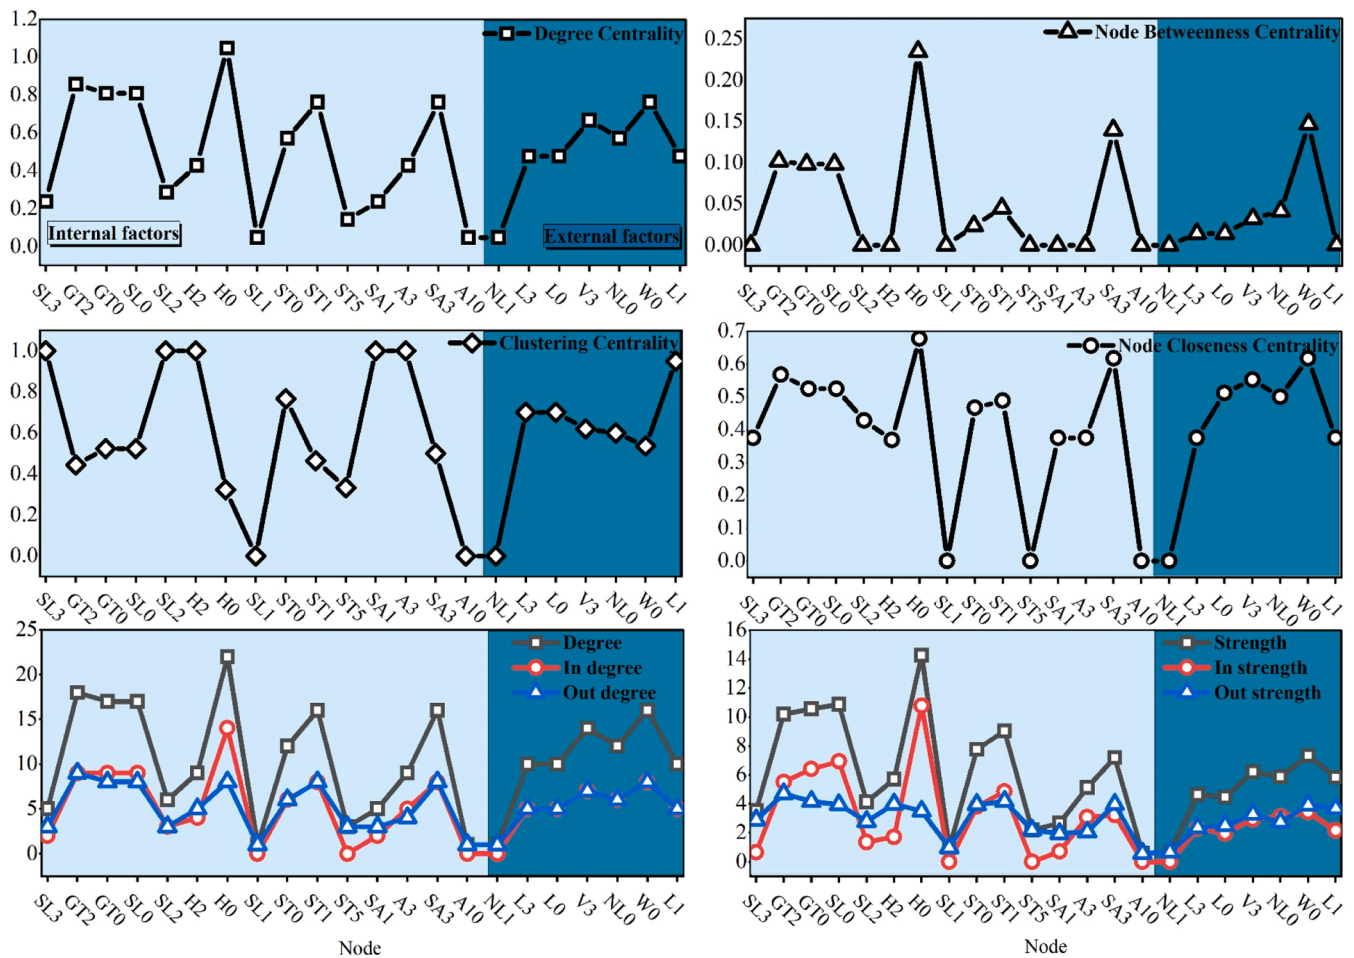 1.2
1.0
0.8
0.6
0.4
0.2
0.0
Degree Centrality
Internal factors
External factors
SL3 GT2 GT0 SL0 SL2 H2 H0 SL1 ST0 ST1 ST5 SA1 A3 SA3 A10 NL1 L3 L0 V3 NL0 W0 L1
0.25
0.20
0.15
0.10
0.05
0.00
Node Betweenness Centrality
SL3 GT2 GT0 SL0 SL2 H2 H0 SL1 ST0 ST1 ST5 SA1 A3 SA3 A10 NL1 L3 L0 V3 NL0 W0 L1
1.0
0.8
0.6
0.4
0.2
0.0
Clustering Centrality
SL3 GT2 GT0 SL0 SL2 H2 H0 SL1 ST0 ST1 ST5 SA1 A3 SA3 A10 NL1 L3 L0 V3 NL0 W0 L1
0.7
0.6
0.5
0.4
0.3
0.2
0.1
0.0
Node Closeness Centrality
SL3 GT2 GT0 SL0 SL2 H2 H0 SL1 ST0 ST1 ST5 SA1 A3 SA3 A10 NL1 L3 L0 V3 NL0 W0 L1
25
20
15
10
5
0
Degree
In degree
Out degree
SL3 GT2 GT0 SL0 SL2 H2 H0 SL1 ST0 ST1 ST5 SA1 A3 SA3 A10 NL1 L3 L0 V3 NL0 W0 L1
Node
16
14
12
10
8
6
4
2
0
Strength
In strength
Out strength
SL3 GT2 GT0 SL0 SL2 H2 H0 SL1 ST0 ST1 ST5 SA1 A3 SA3 A10 NL1 L3 L0 V3 NL0 W0 L1
Node